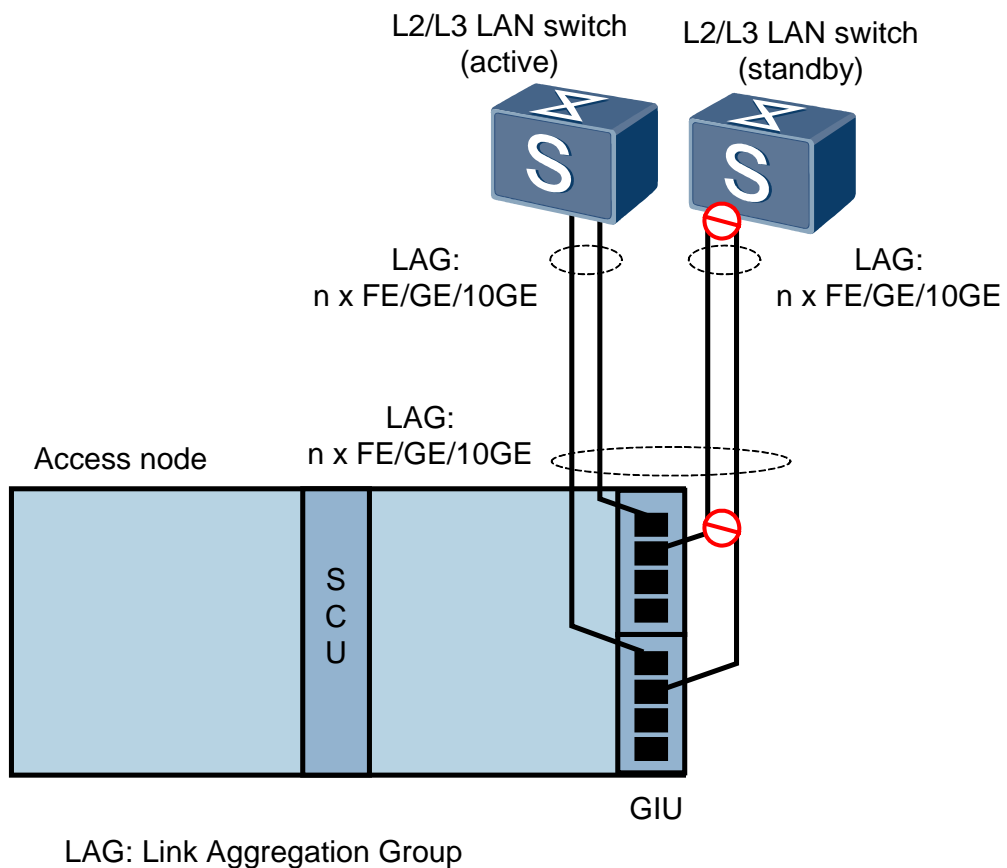 L2/L3 LAN switch
(active)
L2/L3 LAN switch
(standby)
S
S
LAG:
n x FE/GE/10GE
LAG:
n x FE/GE/10GE
LAG:
n x FE/GE/10GE
Access node
S
C
U
GIU
LAG: Link Aggregation Group